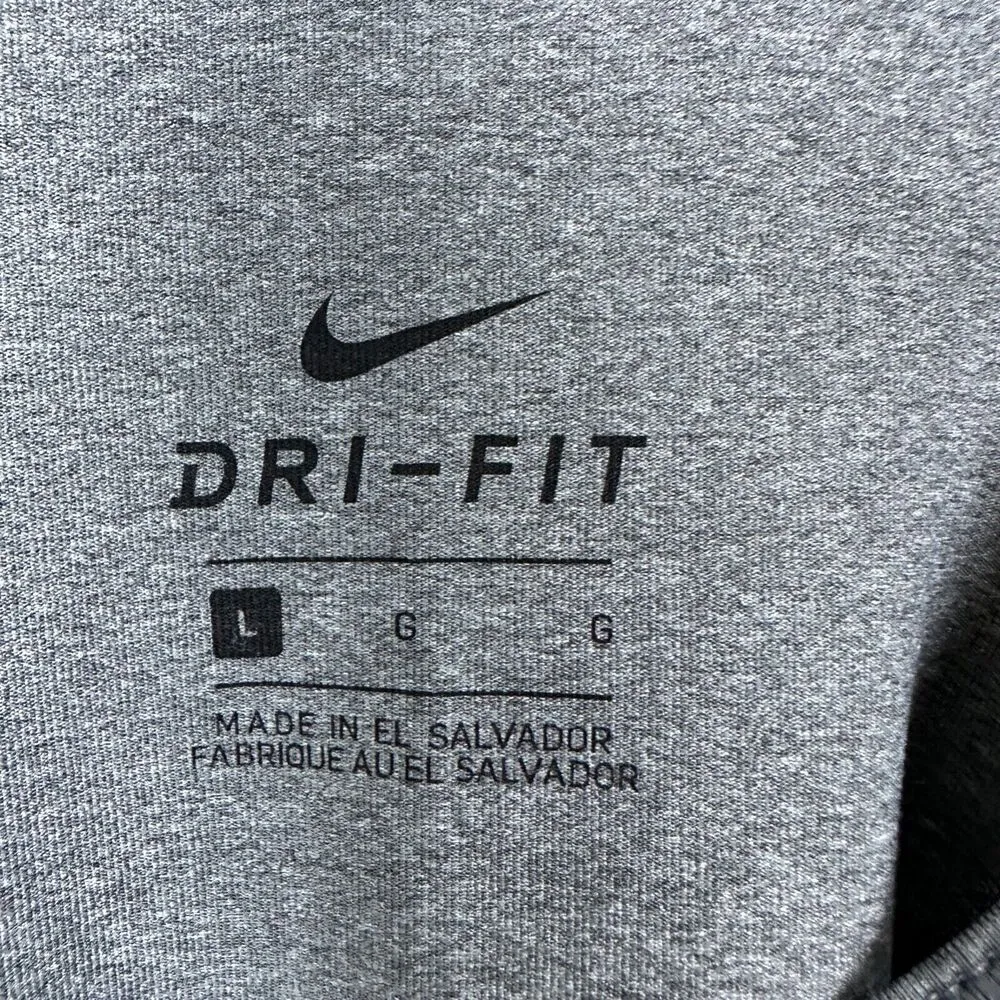 DRI-FIT
L G G
MADE IN EL SALVADOR
FABRIQUE AU EL SALVADOR